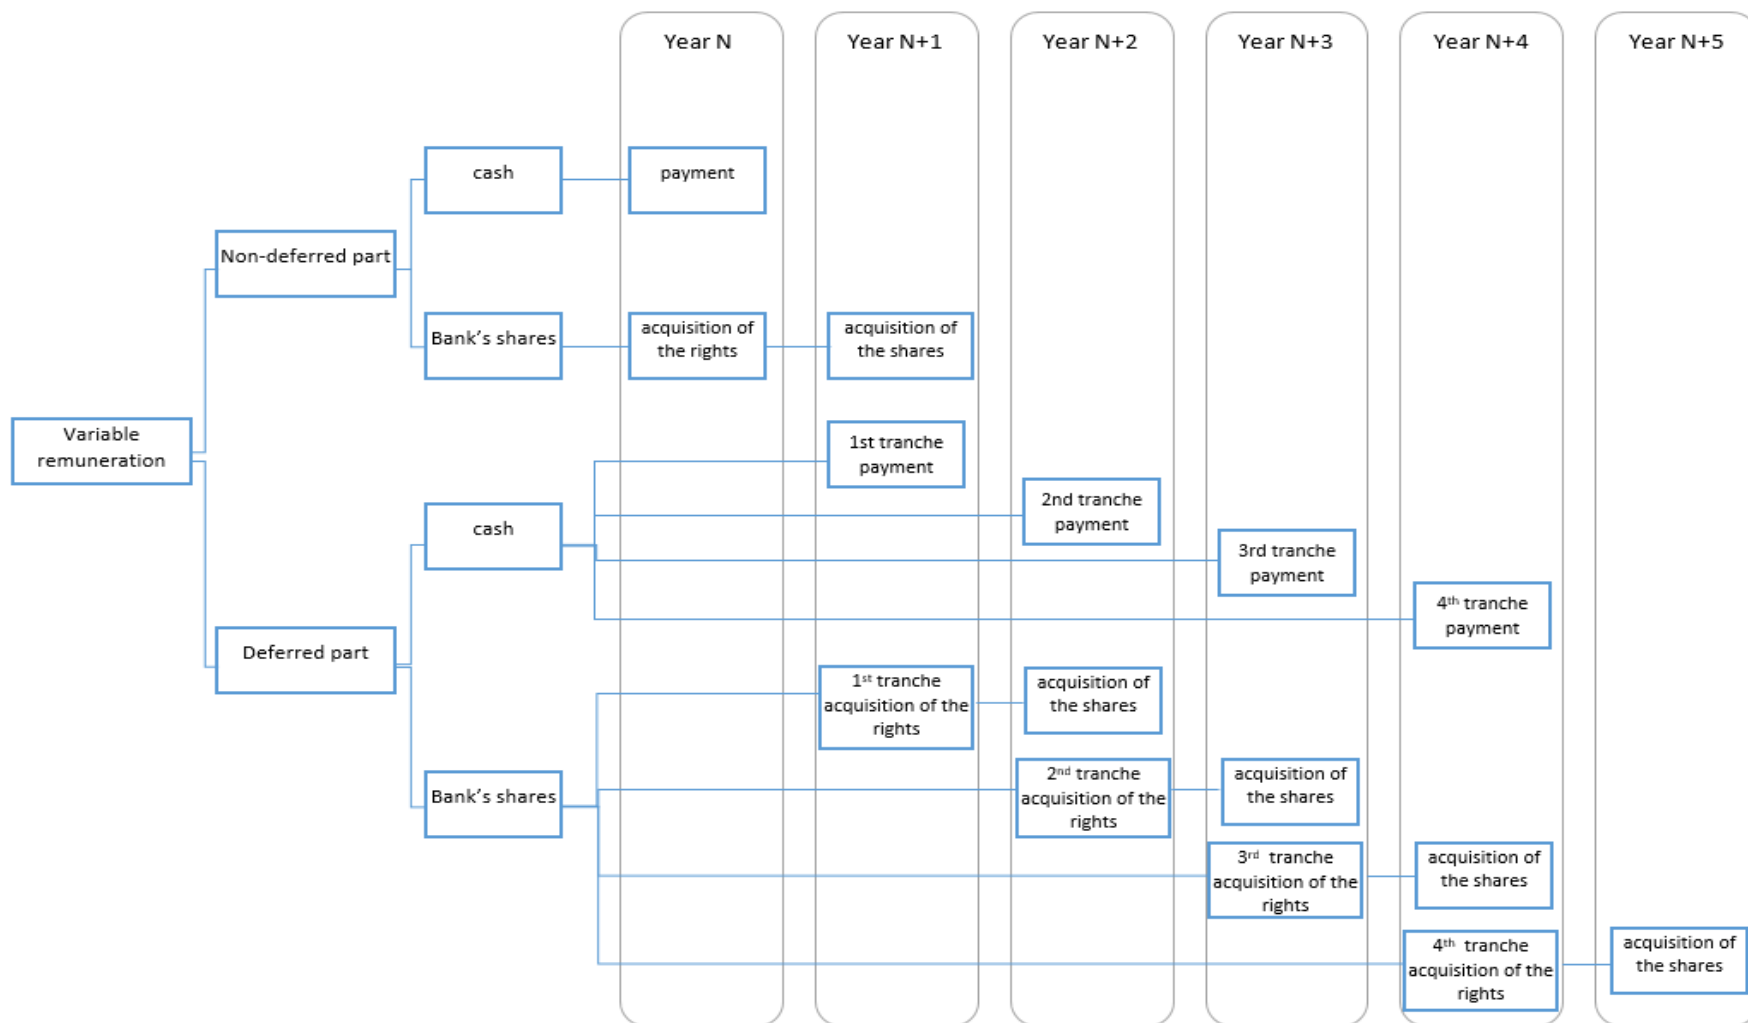 Year N
Year N+1
Year N+2
Year N+3
Year N+4
Year N+5
cash
payment
Non-deferred part
Bank’s shares
acquisition of
the rights
acquisition of
the shares
Variable
remuneration
1st tranche
payment
2nd tranche
payment
cash
3rd tranche
payment
4th tranche
payment
Deferred part
1st tranche
acquisition of the
rights
acquisition of
the shares
Bank’s shares
2nd tranche
acquisition of the
rights
acquisition of
the shares
3rd tranche
acquisition of the
rights
acquisition of
the shares
4th tranche
acquisition of the
rights
acquisition of
the shares